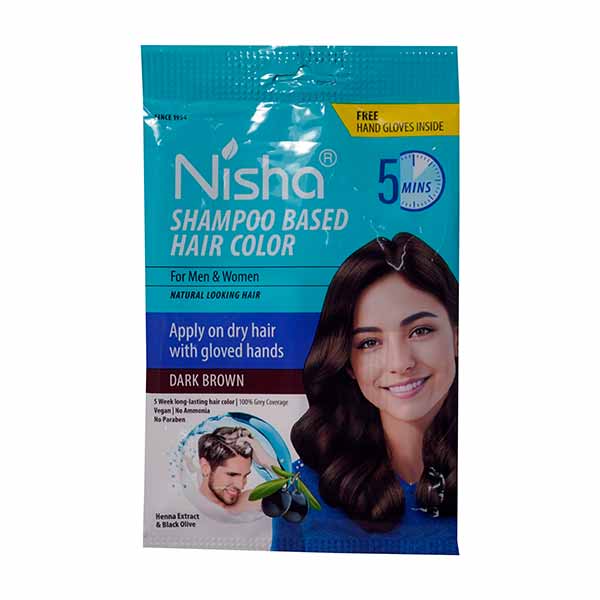 SINCE 1954
FREE
HAND GLOVES INSIDE
Nisha®
5 MINS
SHAMPOO BASED
HAIR COLOR
For Men & Women
NATURAL LOOKING HAIR
Apply on dry hair
with gloved hands
DARK BROWN
5 Week long-lasting hair color | 100% Grey Coverage
Vegan | No Ammonia
No Paraben
Henna Extract
& Black Olive